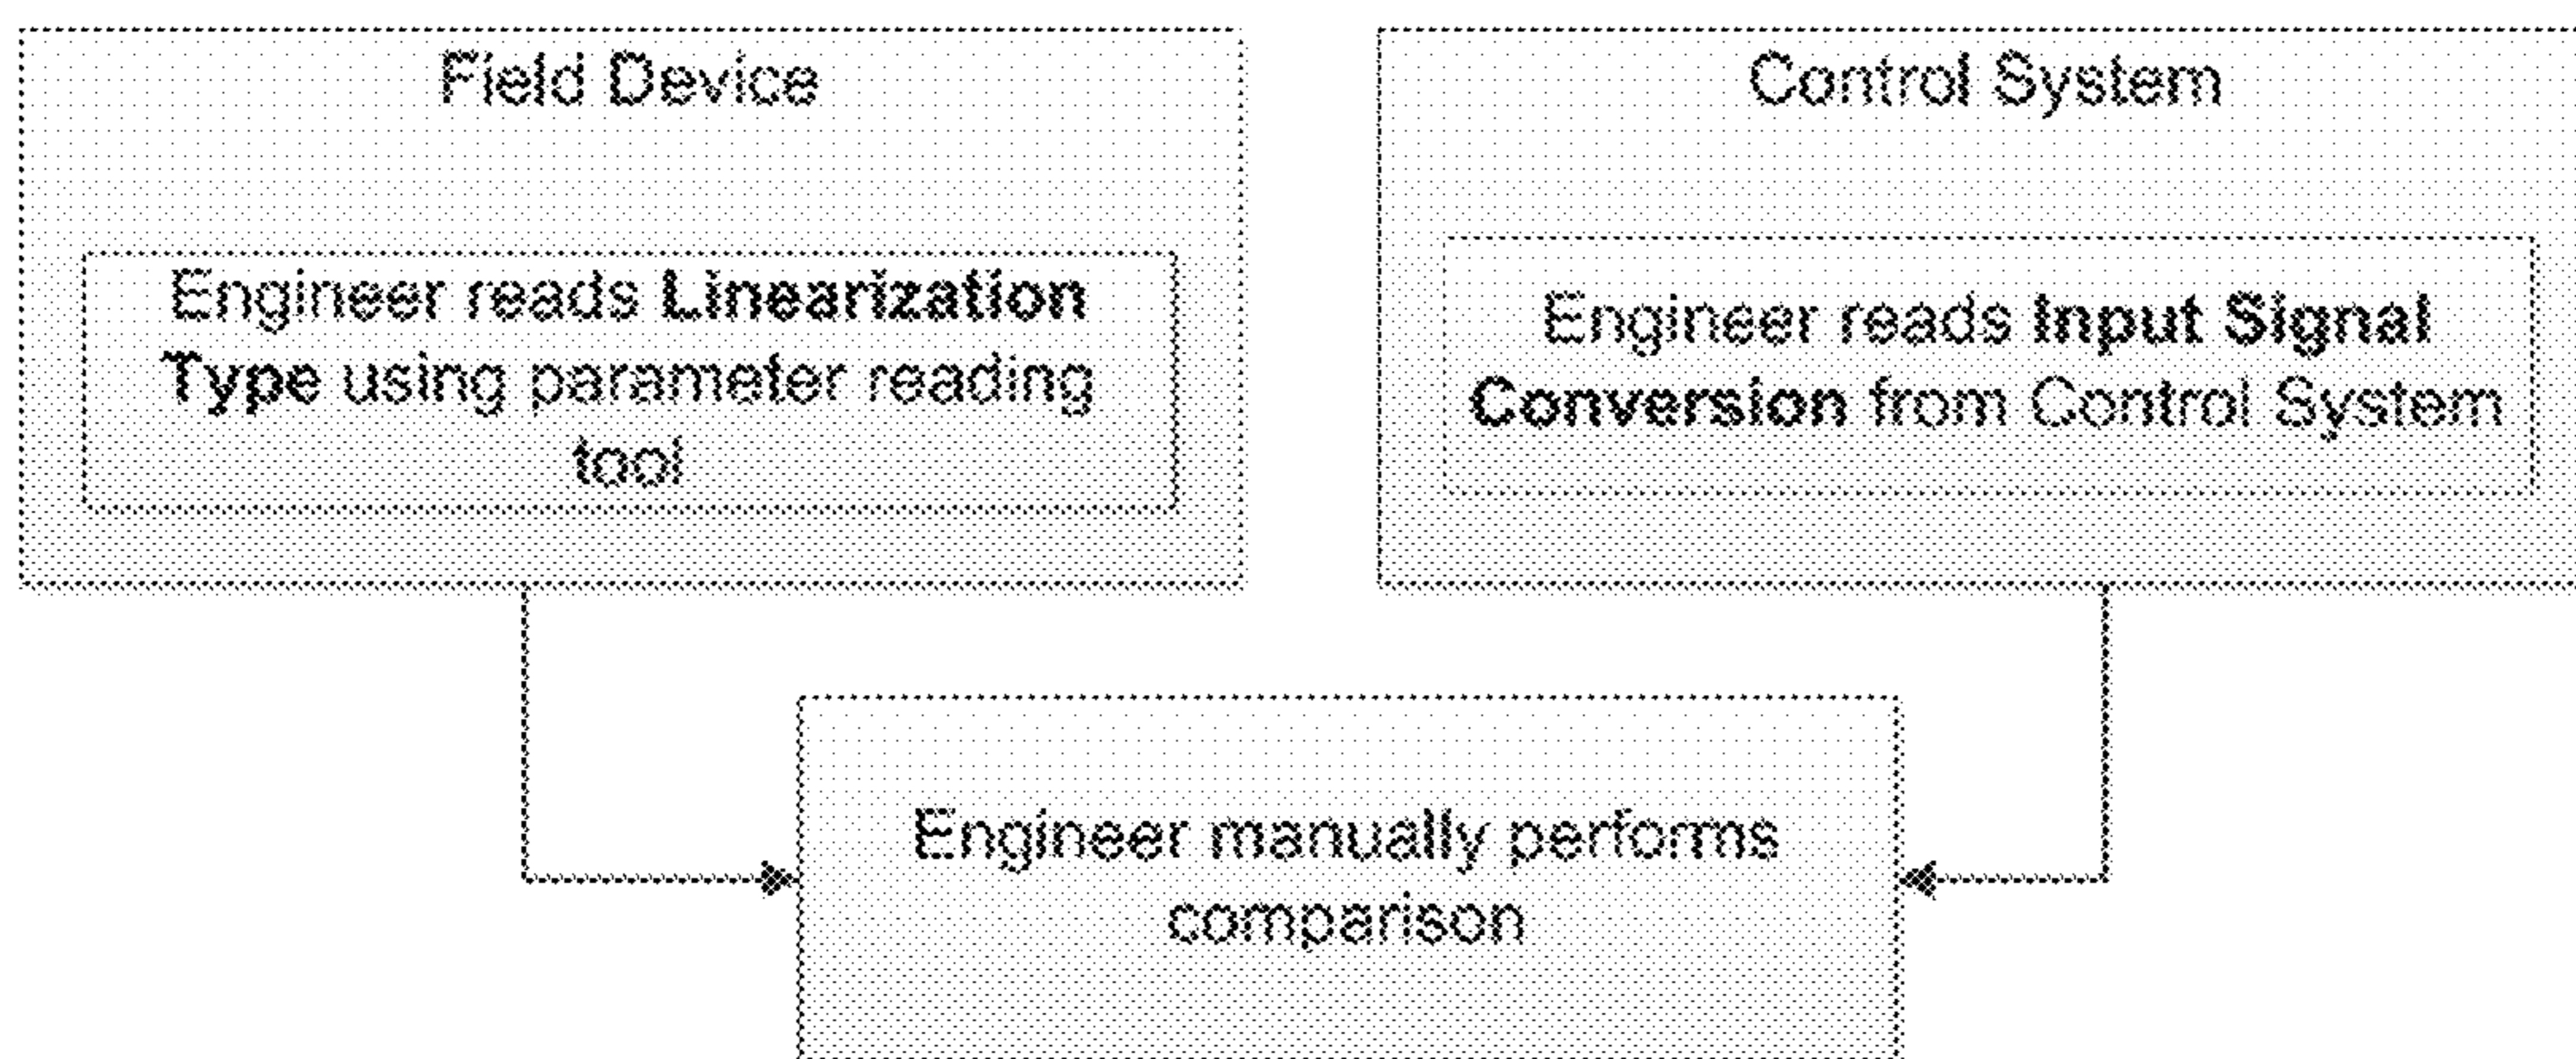 Field Device
Engineer reads Linearization
Type using parameter reading
tool
Control System
Engineer reads Input Signal
Conversion from Control System
Engineer manually performs
comparison